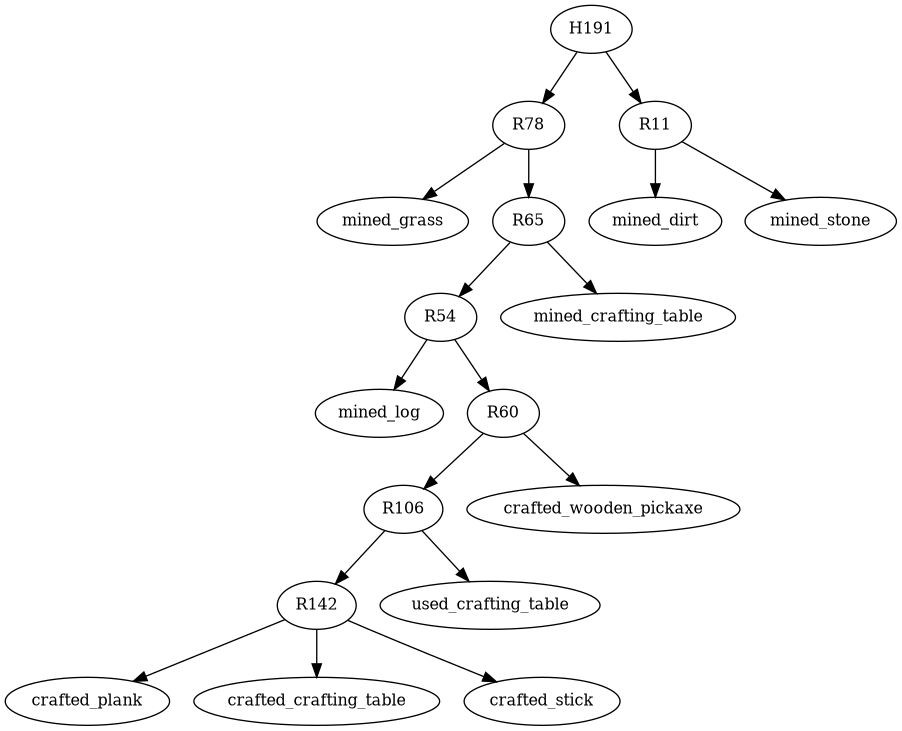 H191
R78
R11
mined_grass
R65
mined_dirt
mined_stone
R54
mined_crafting_table
mined_log
R60
R106
crafted_wooden_pickaxe
R142
used_crafting_table
crafted_plank
crafted_crafting_table
crafted_stick